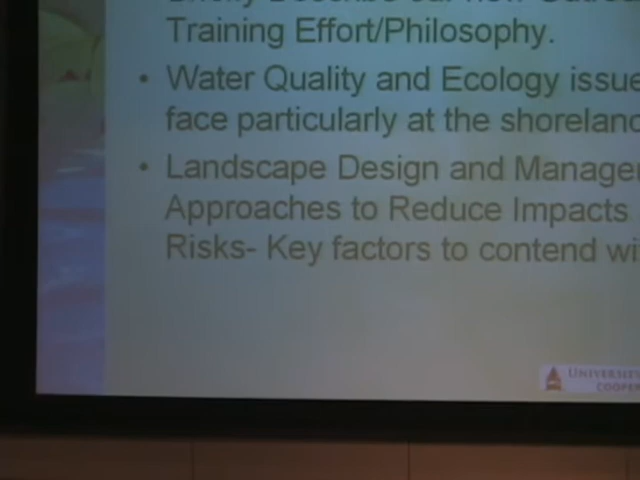 Training Effort/Philosophy.
• Water Quality and Ecology issue
face particularly at the shoreland
• Landscape Design and Manage
Approaches to Reduce Impacts
Risks- Key factors to contend wi